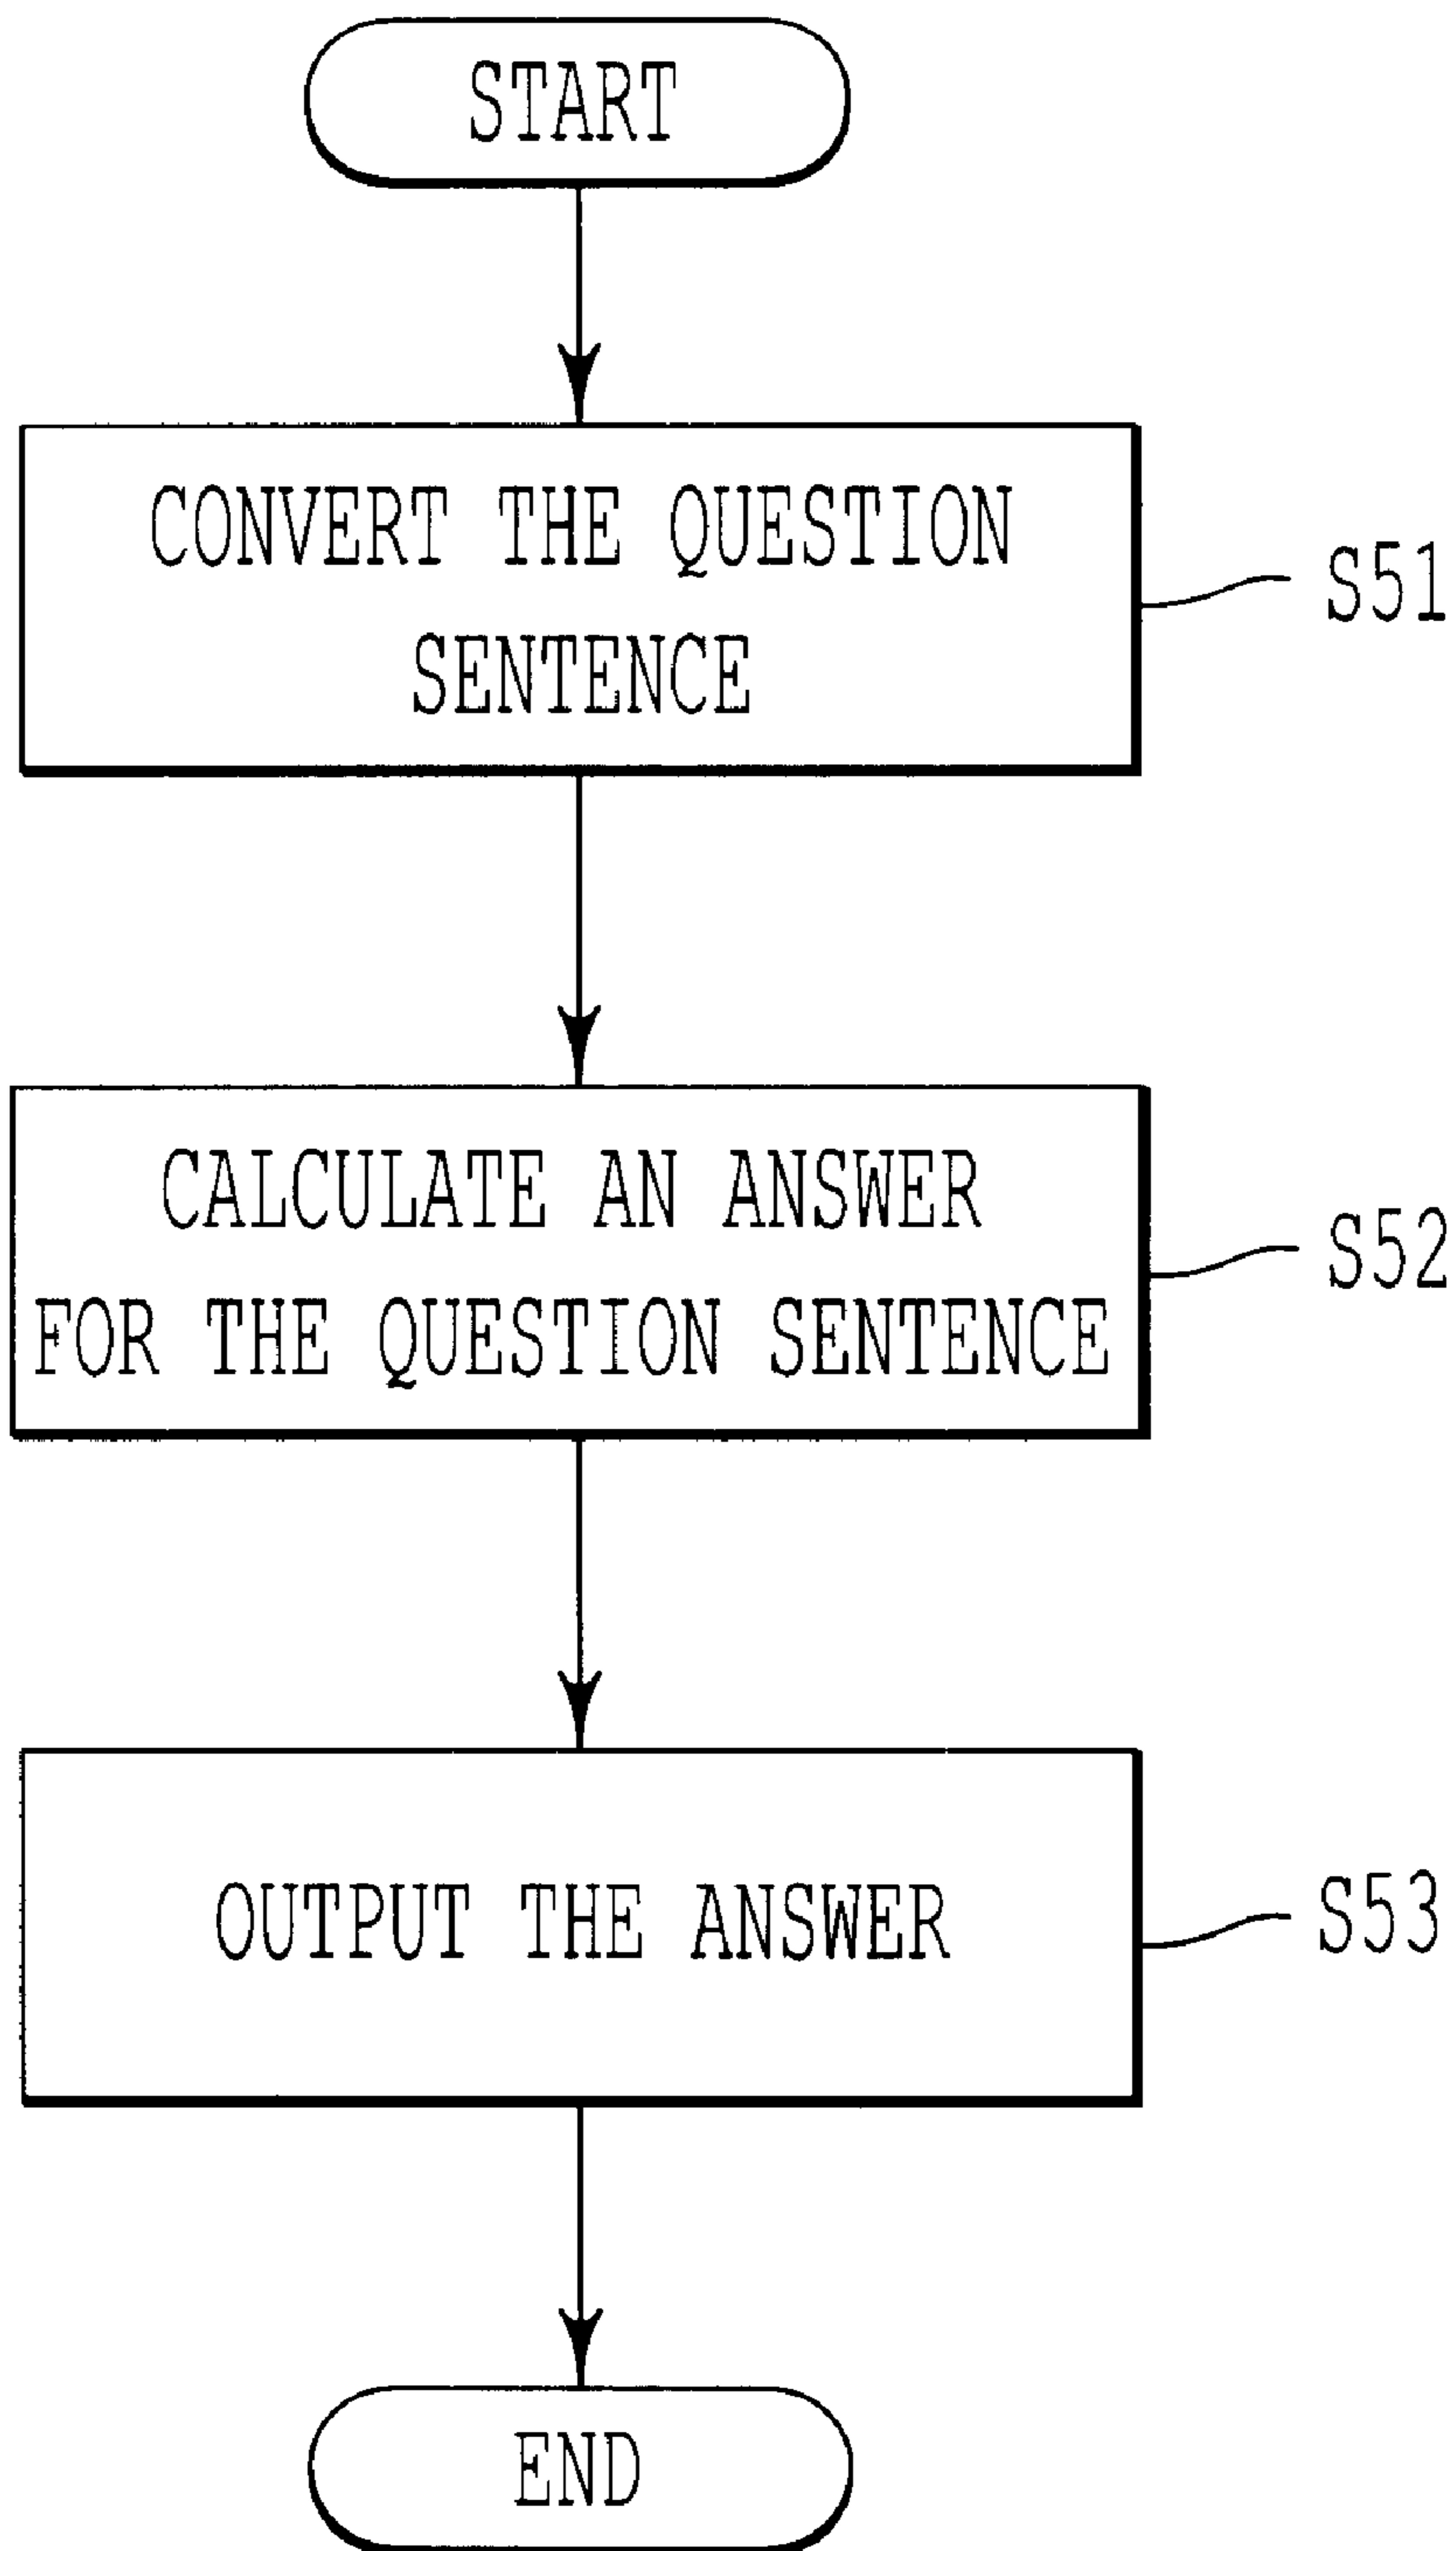 START
CONVERT THE QUESTION
SENTENCE
S51
CALCULATE AN ANSWER
FOR THE QUESTION SENTENCE
S52
OUTPUT THE ANSWER
S53
END